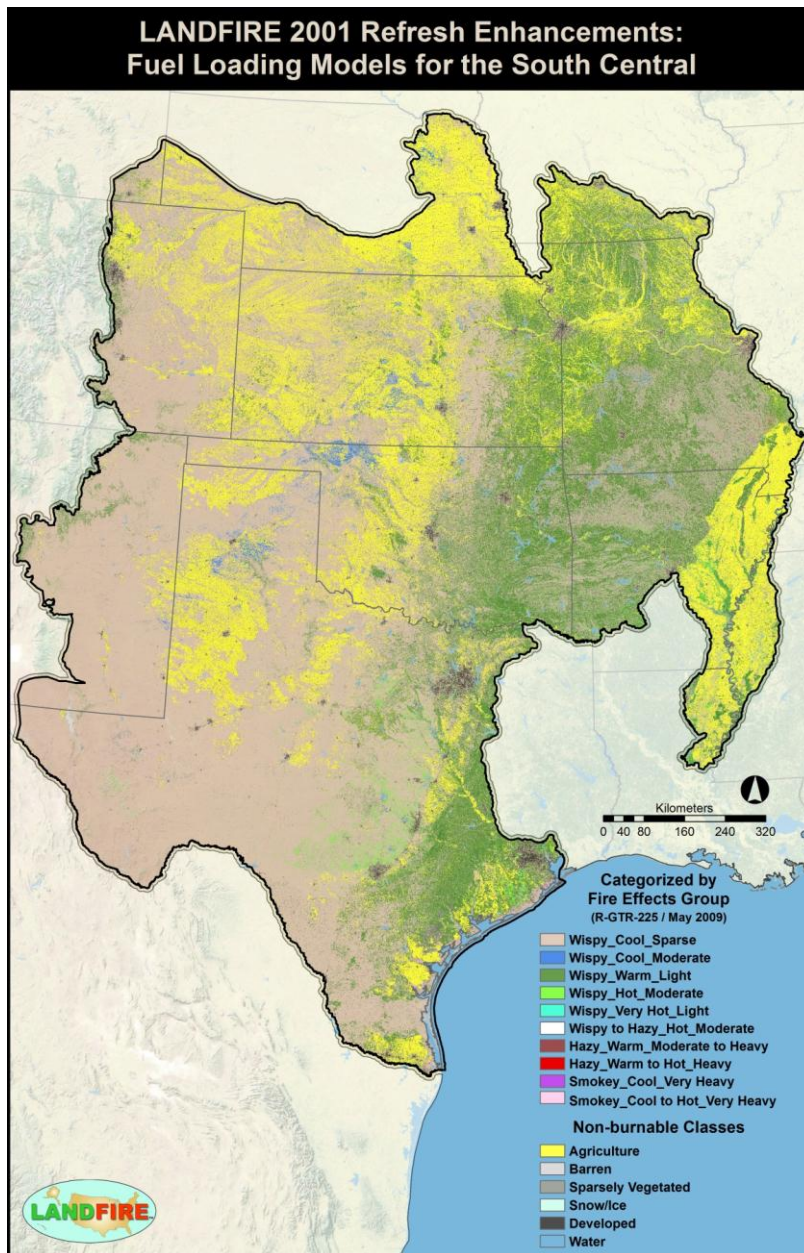 LANDFIRE 2001 Refresh Enhancements:
Fuel Loading Models for the South Central
Kilometers
0 40 80 160 240 320
Categorized by
Fire Effects Group
(R-GTR-225 / May 2009)
Wispy_Cool_Sparse
Wispy_Cool_Moderate
Wispy_Warm_Light
Wispy_Hot_Moderate
Wispy_Very Hot_Light
Wispy to Hazy_Hot_Moderate
Hazy_Warm_Moderate to Heavy
Hazy_Warm to Hot_Heavy
Smokey_Cool_Very Heavy
Smokey_Cool to Hot_Very Heavy
Non-burnable Classes
Agriculture
Barren
Sparsely Vegetated
Snow/Ice
Developed
Water
LANDFIRE